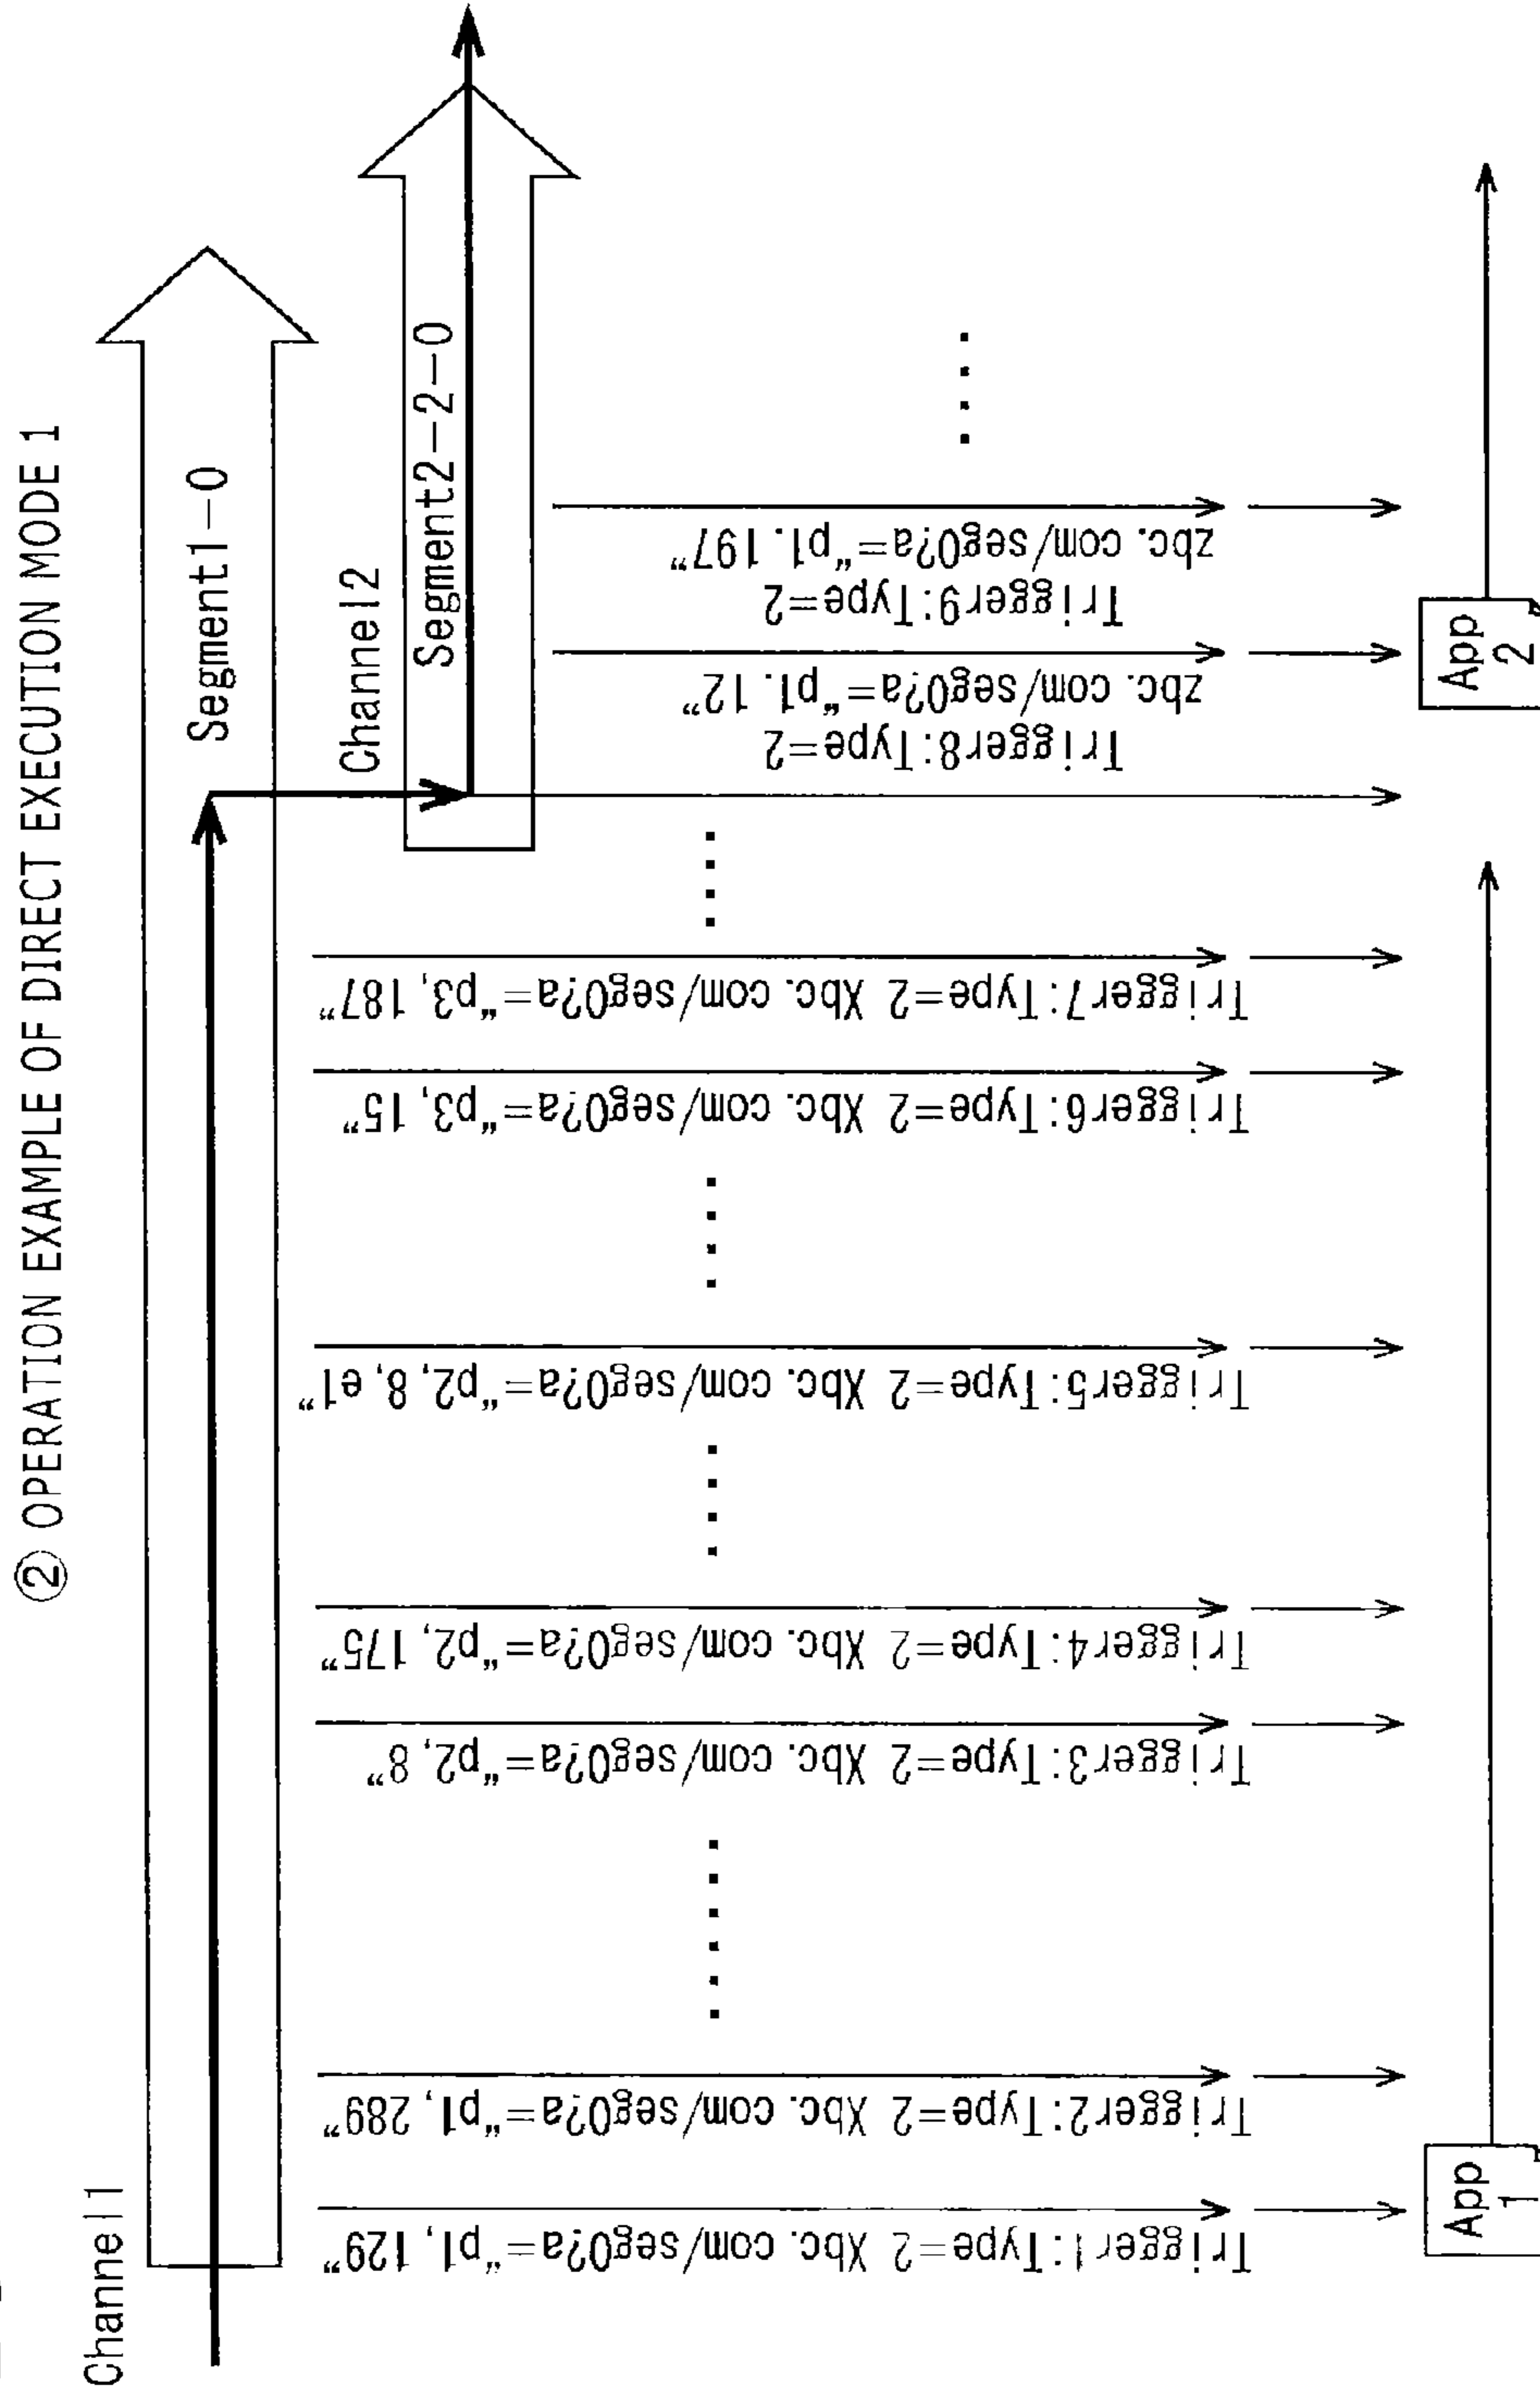 ② OPERATION EXAMPLE OF DIRECT EXECUTION MODE 1
Channel1
Segment1-0
Channel2
Segment2-2-0
Trigger1:Type=2 Xbc. com/seg0?a=“p1, 129”
Trigger2:Type=2 Xbc. com/seg0?a=“p1, 289”
Trigger3:Type=2 Xbc. com/seg0?a=“p2, 8”
Trigger4:Type=2 Xbc. com/seg0?a=“p2, 175”
Trigger5:Type=2 Xbc. com/seg0?a=“p2, 8, e1”
Trigger6:Type=2 Xbc. com/seg0?a=“p3, 15”
Trigger7:Type=2 Xbc. com/seg0?a=“p3, 187”
Trigger8:Type=2
zbc. com/seg0?a=“p1. 12”
Trigger9:Type=2
zbc. com/seg0?a=“p1. 197”
App
1
App
2